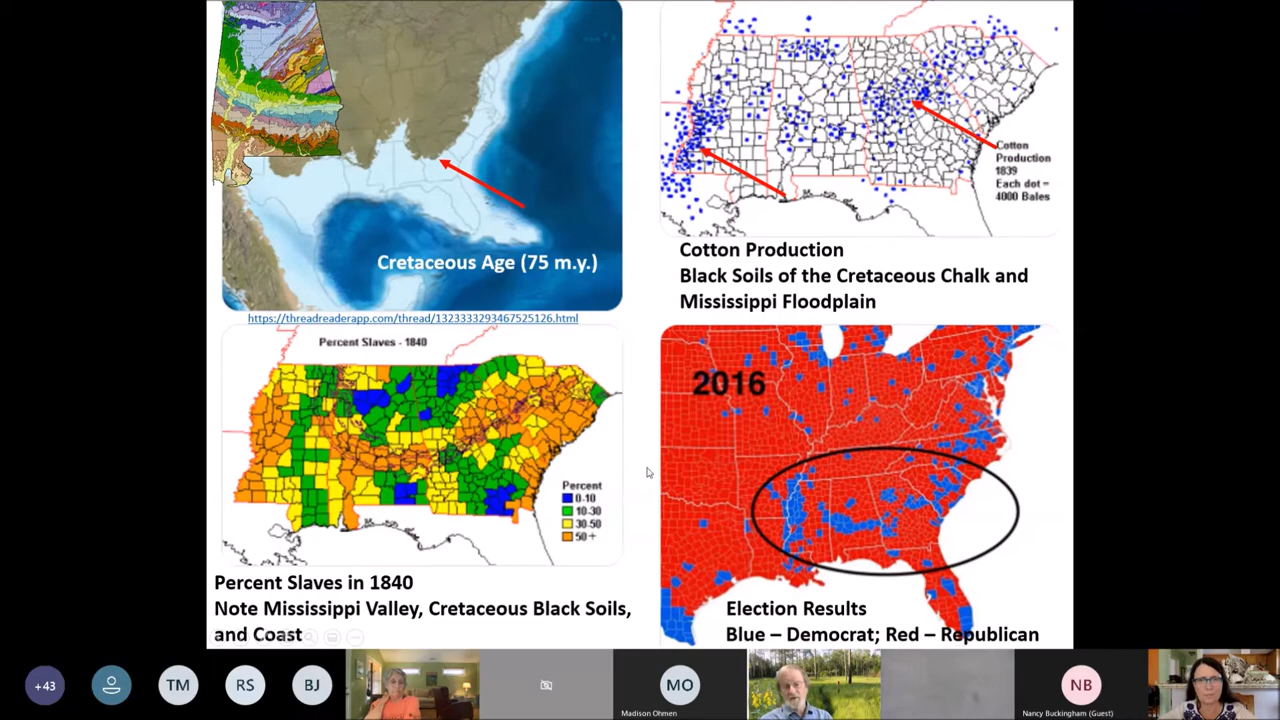 Cretaceous Age (75 m.y.)
https://threadreaderapp.com/thread/1323333293467525126.html
Cotton
Production
1839
Each dot =
4000 Bales
Cotton Production
Black Soils of the Cretaceous Chalk and
Mississippi Floodplain
Percent Slaves - 1840
Percent
0-10
10-30
30-50
50+
Percent Slaves in 1840
Note Mississippi Valley, Cretaceous Black Soils,
and Coast
2016
Election Results
Blue – Democrat; Red – Republican
+43
TM
RS
BJ
MO
Madison Ohmen
NB
Nancy Buckingham (Guest)